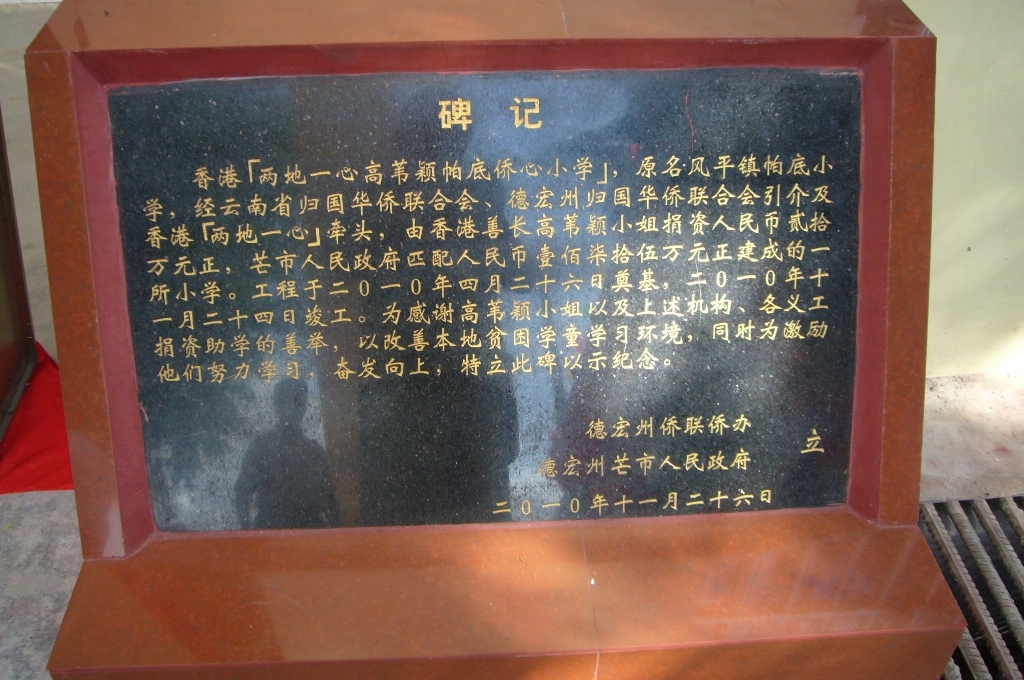 碑 记
香港「两地一心高苇颖帕底侨心小学」，原名风平镇帕底小
学，经云南省归国华侨联合会、德宏州归国华侨联合会引介及
香港「两地一心」牵头，由香港善长高苇颖小姐捐资人民币贰拾
万元正，芒市人民政府匹配人民币壹佰柒拾伍万元正建成的一
所小学。工程于二0一0年四月二十六日奠基，二0一0年十
一月二十四日竣工。为感谢高苇颖小姐以及上述机构、各义工
捐资助学的善举，以改善本地贫困学童学习环境，同时为激励
他们努力学习，奋发向上，特立此碑以示纪念。
德宏州侨联侨办
德宏州芒市人民政府
立
二0一0年十一月二十六日